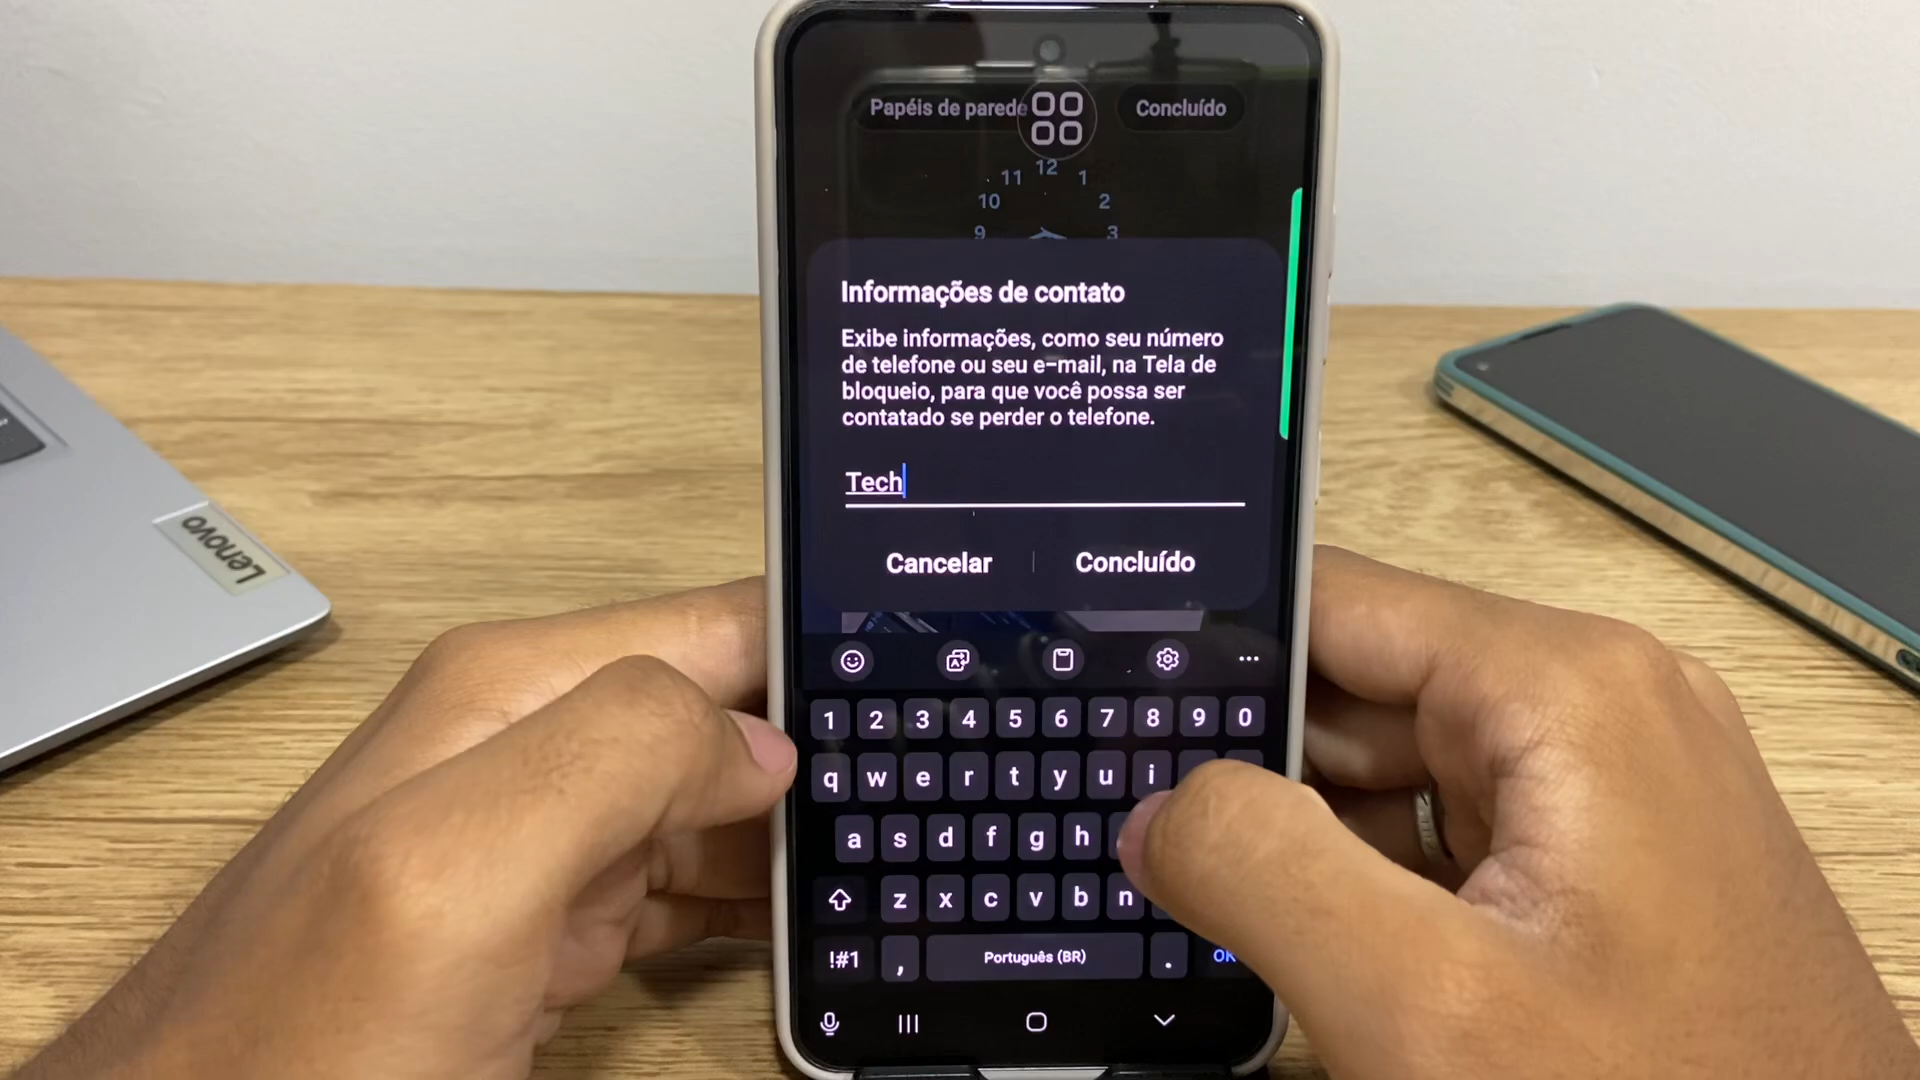 Papéis de parede
Concluído
12
11
1
10
2
9
3
Informações de contato
Exibe informações, como seu número
de telefone ou seu e-mail, na Tela de
bloqueio, para que você possa ser
contatado se perder o telefone.
Tech
Cancelar
Concluído
1 2 3 4 5 6 7 8 9 0
q w e r t y u i
a s d f g h
z x c v b n
!#1 , Português (BR) . OK
Lenovo